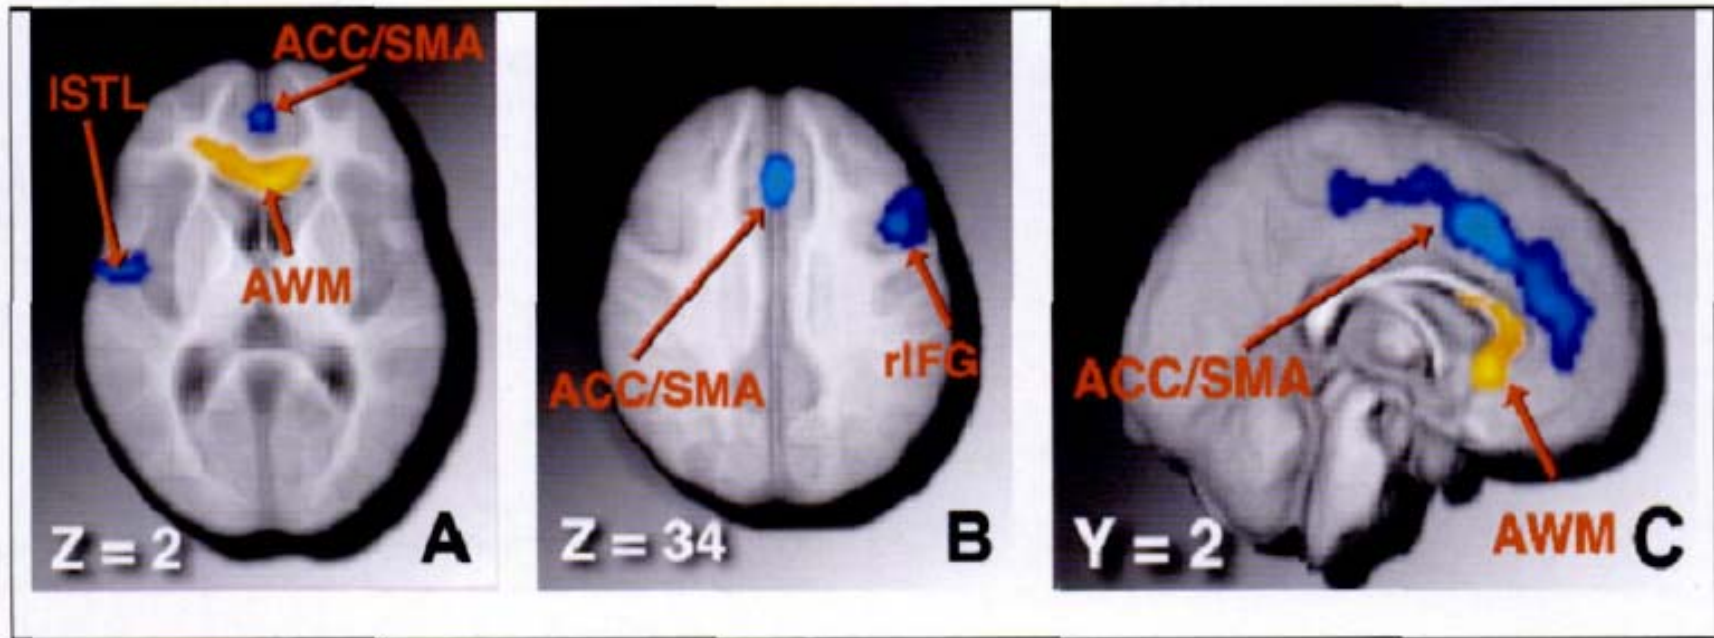 ACC/SMA
lSTL
AWM
Z = 2
A
ACC/SMA
rIFG
Z = 34
B
ACC/SMA
AWM
Y = 2
C